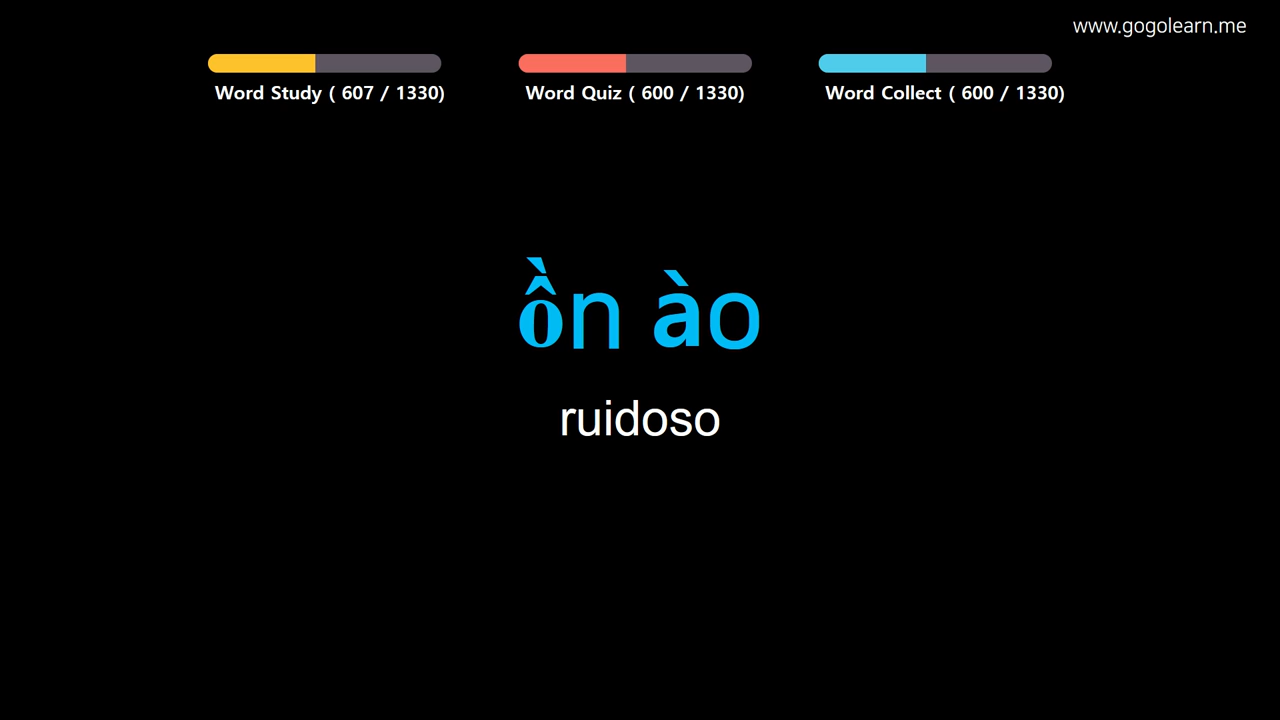 www.gogolearn.me
Word Study ( 607 / 1330)
Word Quiz ( 600 / 1330)
Word Collect ( 600 / 1330)
ồn ào
ruidoso